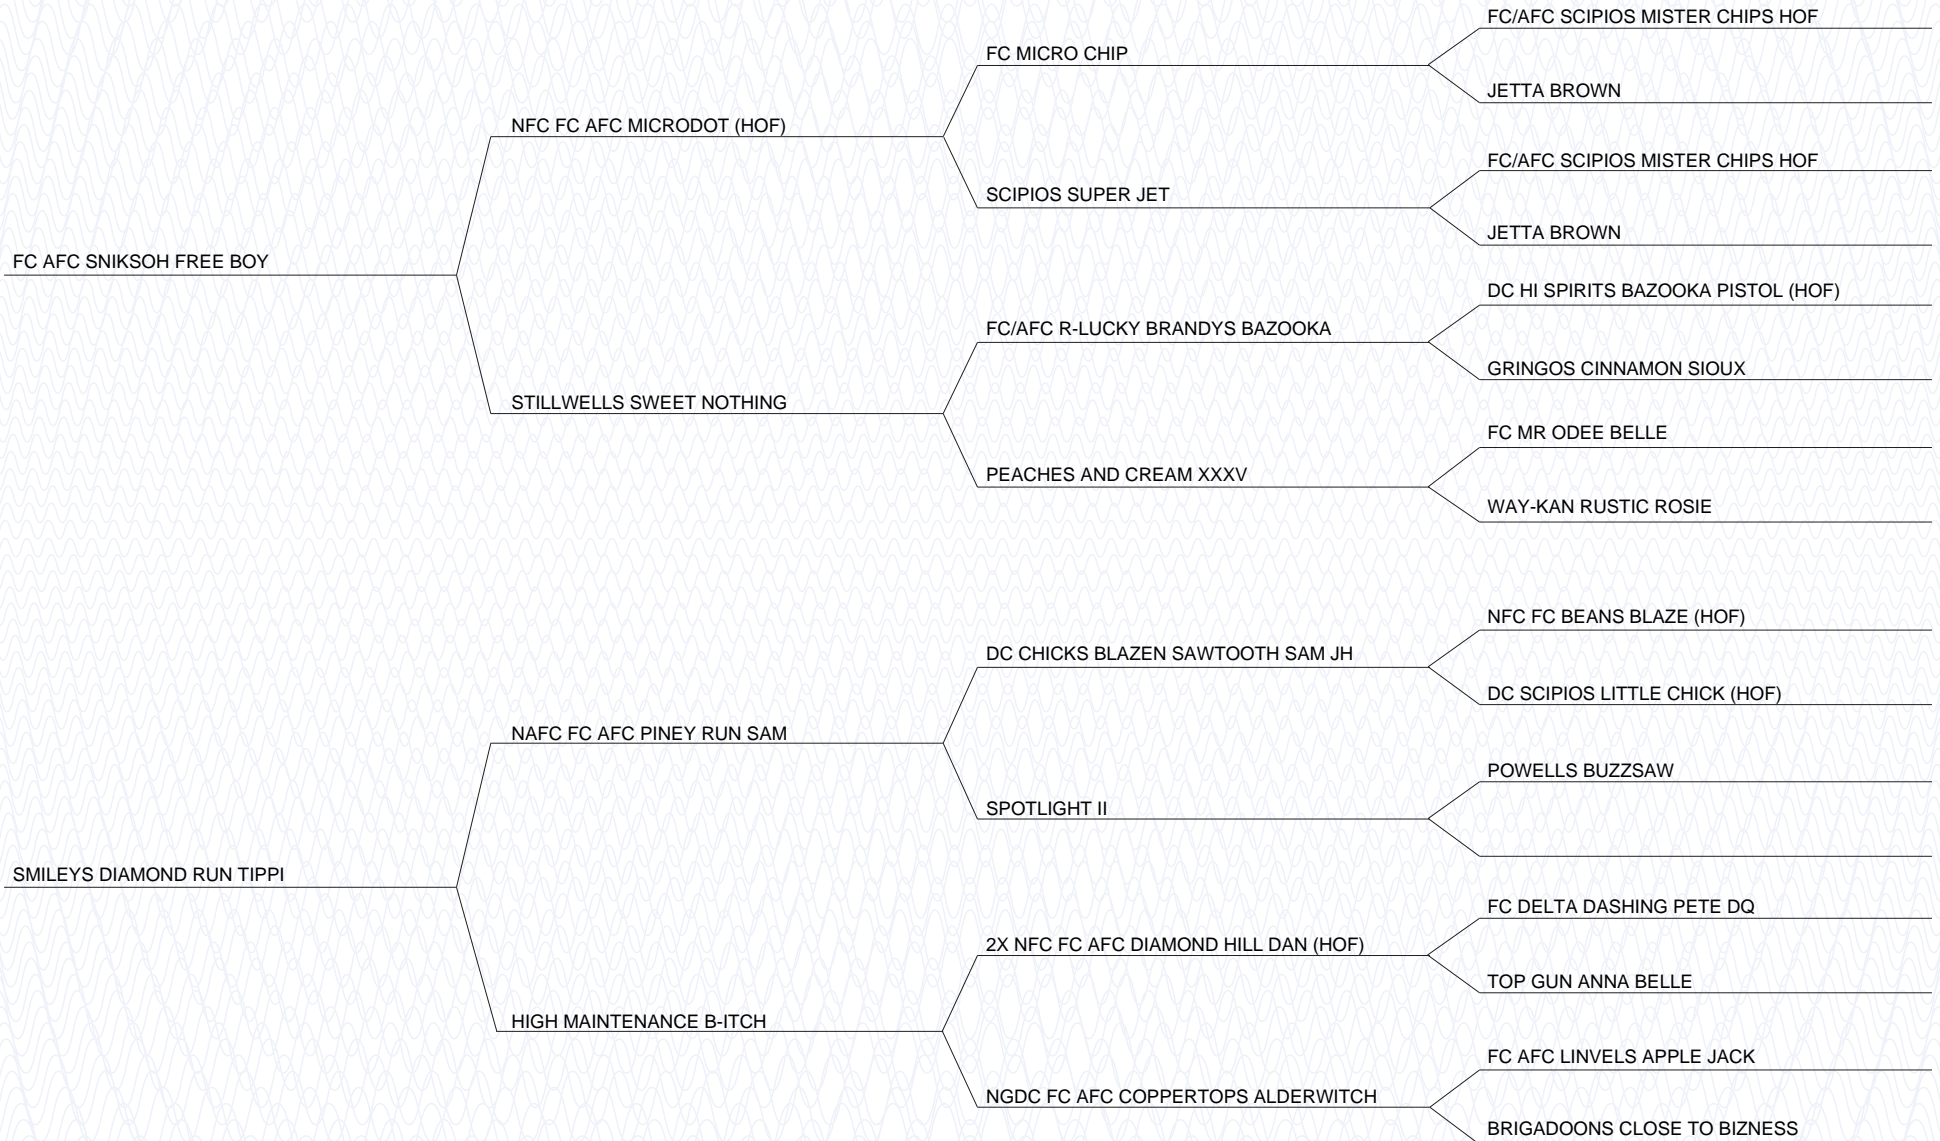 FC/AFC SCIPIOS MISTER CHIPS HOF
FC MICRO CHIP
JETTA BROWN
NFC FC AFC MICRODOT (HOF)
FC/AFC SCIPIOS MISTER CHIPS HOF
SCIPIOS SUPER JET
JETTA BROWN
FC AFC SNIKSOH FREE BOY
DC HI SPIRITS BAZOOKA PISTOL (HOF)
FC/AFC R-LUCKY BRANDYS BAZOOKA
GRINGOS CINNAMON SIOUX
STILLWELLS SWEET NOTHING
FC MR ODEE BELLE
PEACHES AND CREAM XXXV
WAY-KAN RUSTIC ROSIE
NFC FC BEANS BLAZE (HOF)
DC CHICKS BLAZEN SAWTOOTH SAM JH
DC SCIPIOS LITTLE CHICK (HOF)
NAFC FC AFC PINEY RUN SAM
POWELLS BUZZSAW
SPOTLIGHT II
SMILEYS DIAMOND RUN TIPPI
FC DELTA DASHING PETE DQ
2X NFC FC AFC DIAMOND HILL DAN (HOF)
TOP GUN ANNA BELLE
HIGH MAINTENANCE B-ITCH
FC AFC LINVELS APPLE JACK
NGDC FC AFC COPPERTOPS ALDERWITCH
BRIGADOONS CLOSE TO BIZNESS